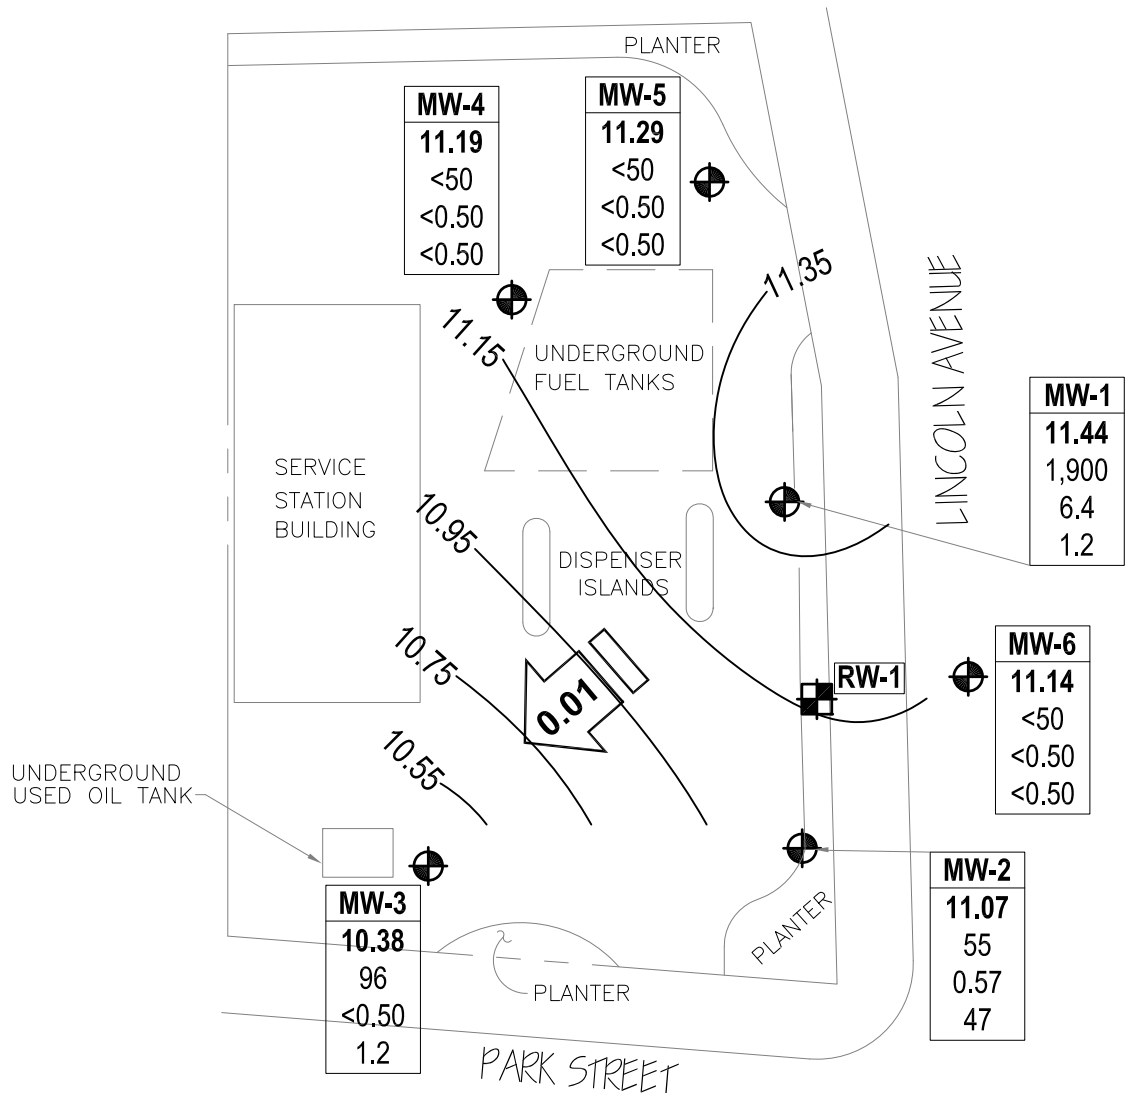 PLANTER
MW-4
11.19
<50
<0.50
<0.50
MW-5
11.29
<50
<0.50
<0.50
11.35
LINCOLN AVENUE
11.15
UNDERGROUND
FUEL TANKS
MW-1
11.44
1,900
6.4
1.2
SERVICE
STATION
BUILDING
10.95
DISPENSER
ISLANDS
10.75
0.01
RW-1
MW-6
11.14
<50
<0.50
<0.50
10.55
UNDERGROUND
USED OIL TANK
MW-3
10.38
96
<0.50
1.2
PLANTER
PLANTER
MW-2
11.07
55
0.57
47
PARK STREET